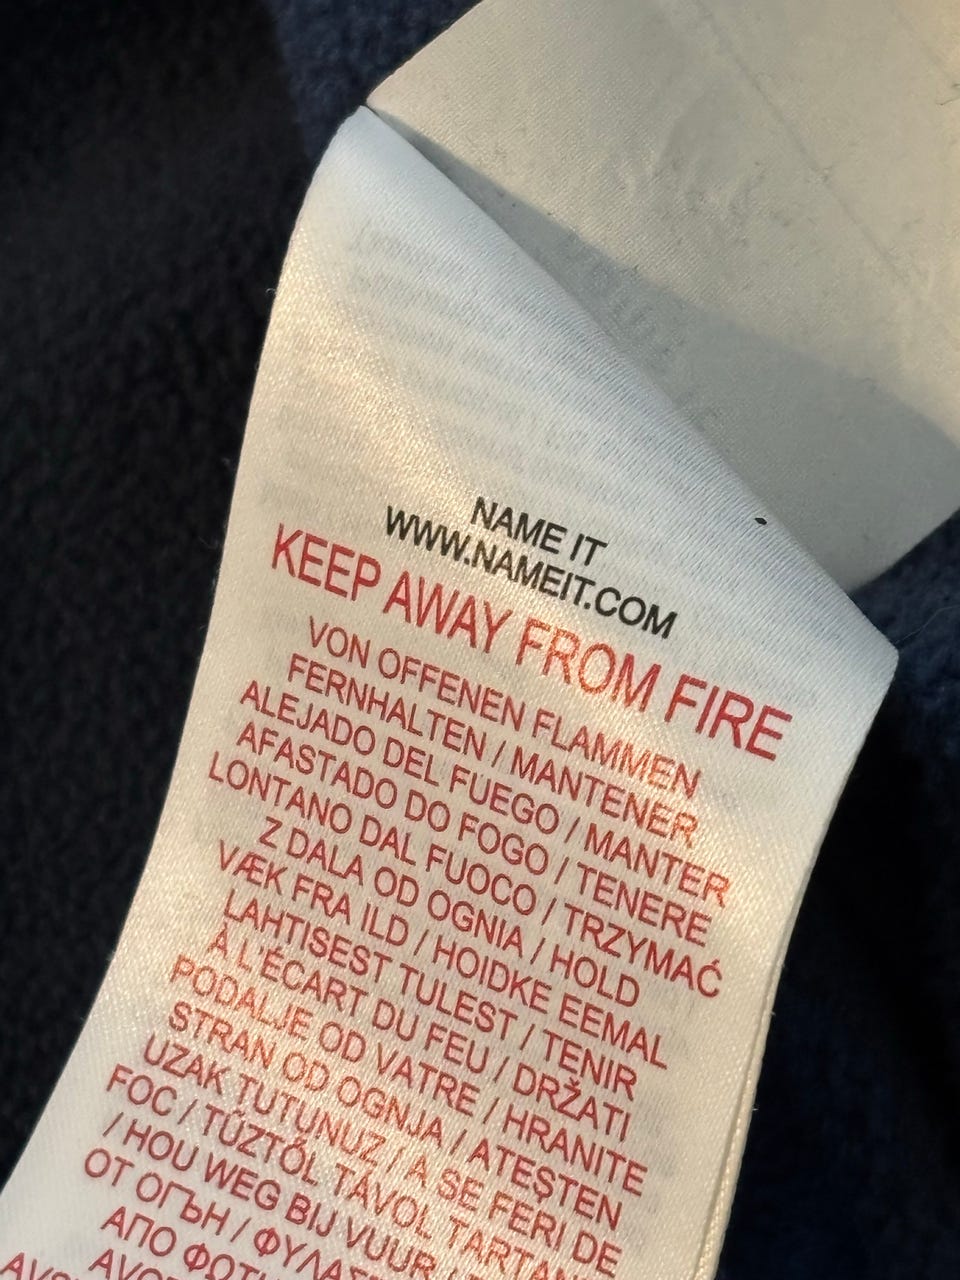 NAME IT
WWW.NAMEIT.COM
KEEP AWAY FROM FIRE
VON OFFENEN FLAMMEN
FERNHALTEN / MANTENER
ALEJADO DEL FUEGO / MANTER
AFASTADO DO FOGO / TENERE
LONTANO DAL FUOCO / TRZYMAĆ
Z DALA OD OGNIA / HOLD
VÆK FRA ILD / HOIDKE EEMAL
LAHTISEST TULEST / TENIR
À L'ÉCART DU FEU / DRŽATI
PODALJE OD VATRE / HRANITE
STRAN OD OGNJA / ATEŞTEN
UZAK TUTUNUZ / A SE FERI DE
FOC / TŰZTŐL TÁVOL TARTAN
/ HOU WEG BIJ VUUR /
ОТ ОГЪН / ΦΥΛΑΣ
ΑΠΟ ΦΩΤΙ